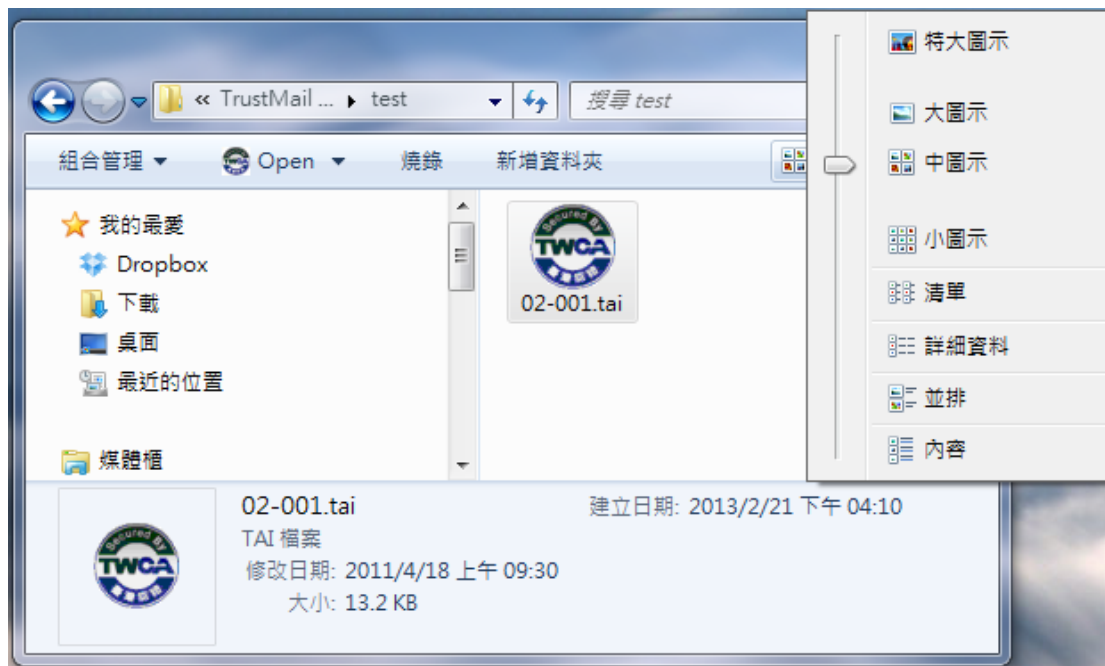 « TrustMail ... ▸ test
搜尋 test
組合管理
Open
燒錄
新增資料夾
我的最愛
Dropbox
下載
桌面
最近的位置
媒體櫃
Secured By
TWCA
02-001.tai
特大圖示
大圖示
中圖示
小圖示
清單
詳細資料
並排
內容
Secured By
TWCA
02-001.tai
建立日期: 2013/2/21 下午 04:10
TAI 檔案
修改日期: 2011/4/18 上午 09:30
大小: 13.2 KB